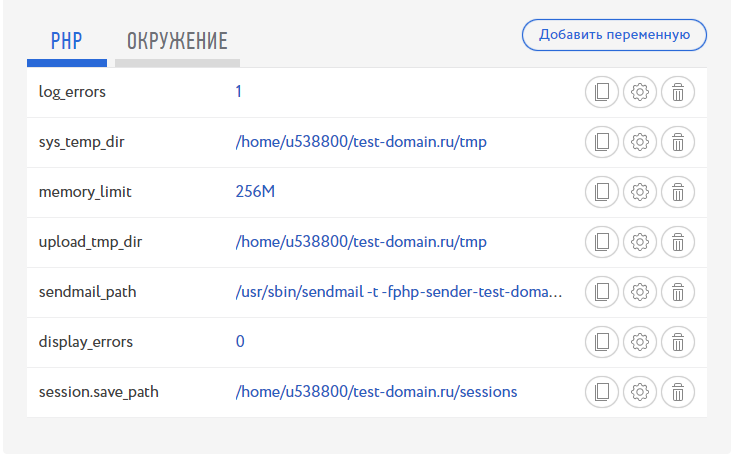 PHP ОКРУЖЕНИЕ Добавить переменную
log_errors 1
sys_temp_dir /home/u538800/test-domain.ru/tmp
memory_limit 256M
upload_tmp_dir /home/u538800/test-domain.ru/tmp
sendmail_path /usr/sbin/sendmail -t -fphp-sender-test-doma...
display_errors 0
session.save_path /home/u538800/test-domain.ru/sessions